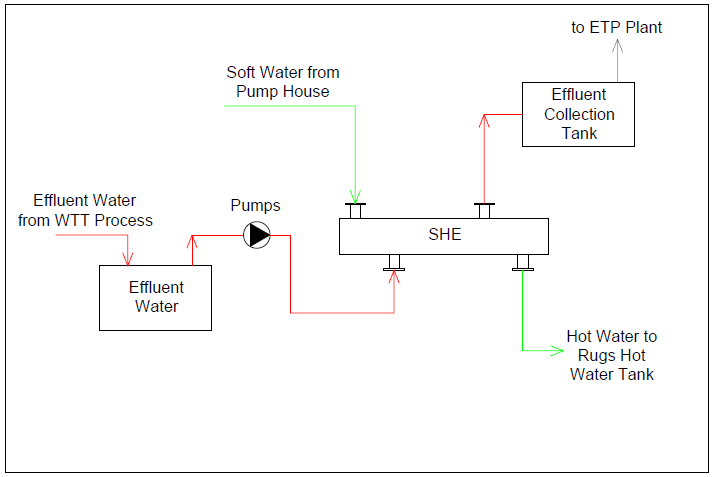 to ETP Plant
Soft Water from
Pump House
Effluent
Collection
Tank
Effluent Water
from WTT Process
Pumps
SHE
Effluent
Water
Hot Water to
Rugs Hot
Water Tank